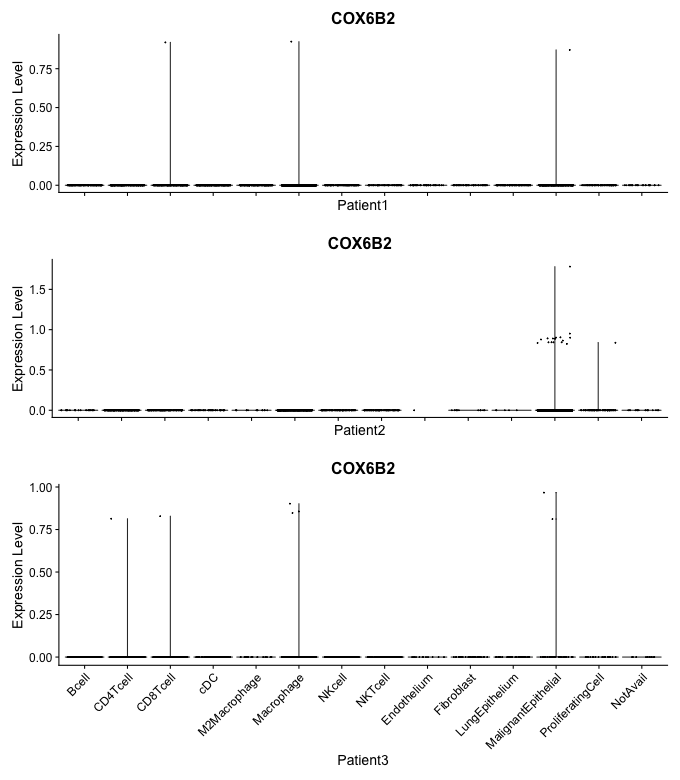 COX6B2
Expression Level
0.75
0.50
0.25
0.00
Patient1
COX6B2
Expression Level
1.5
1.0
0.5
0.0
Patient2
COX6B2
Expression Level
1.00
0.75
0.50
0.25
0.00
Bcell
CD4Tcell
CD8Tcell
cDC
M2Macrophage
Macrophage
NKcell
NKTcell
Endothelium
Fibroblast
LungEpithelium
MalignantEpithelial
ProliferatingCell
NotAvail
Patient3